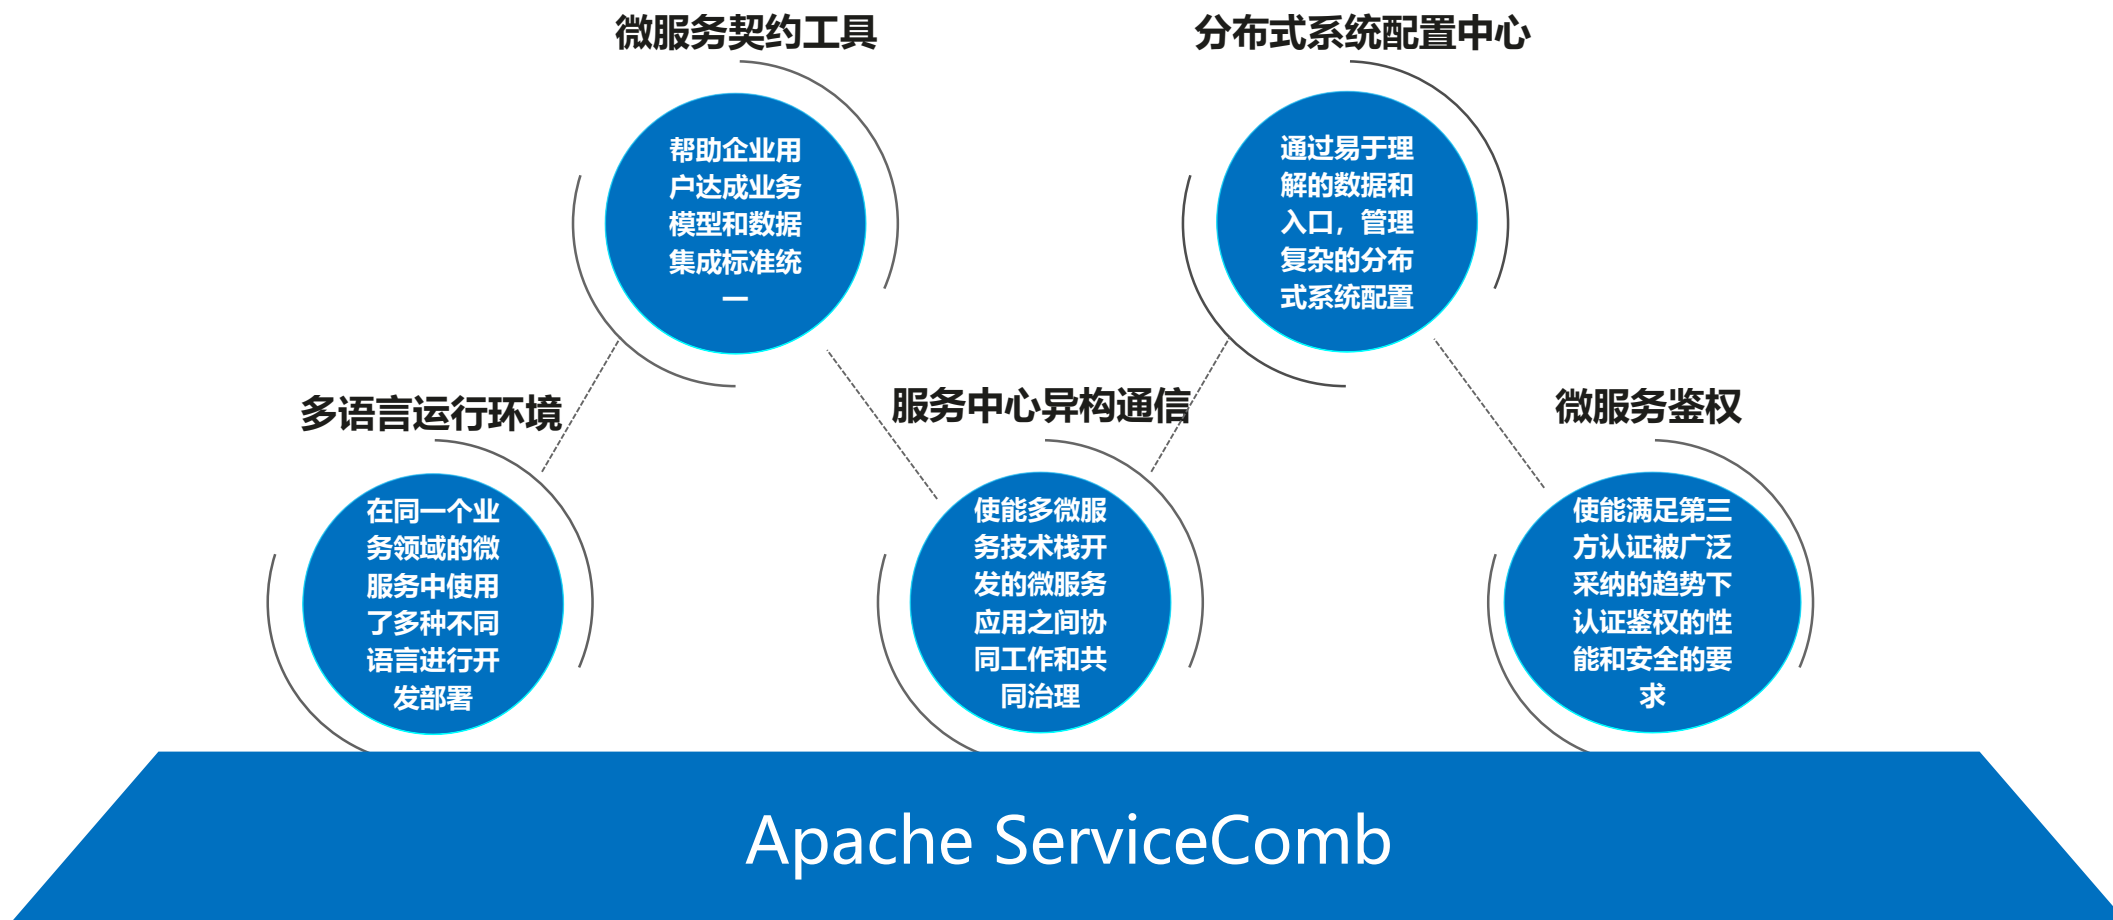 微服务契约工具
帮助企业用
户达成业务
模型和数据
集成标准统
一
分布式系统配置中心
通过易于理
解的数据和
入口，管理
复杂的分布
式系统配置
多语言运行环境
在同一个业
务领域的微
服务中使用
了多种不同
语言进行开
发部署
服务中心异构通信
使能多微服
务技术栈开
发的微服务
应用之间协
同工作和共
同治理
微服务鉴权
使能满足第三
方认证被广泛
采纳的趋势下
认证鉴权的性
能和安全的要
求
Apache ServiceComb